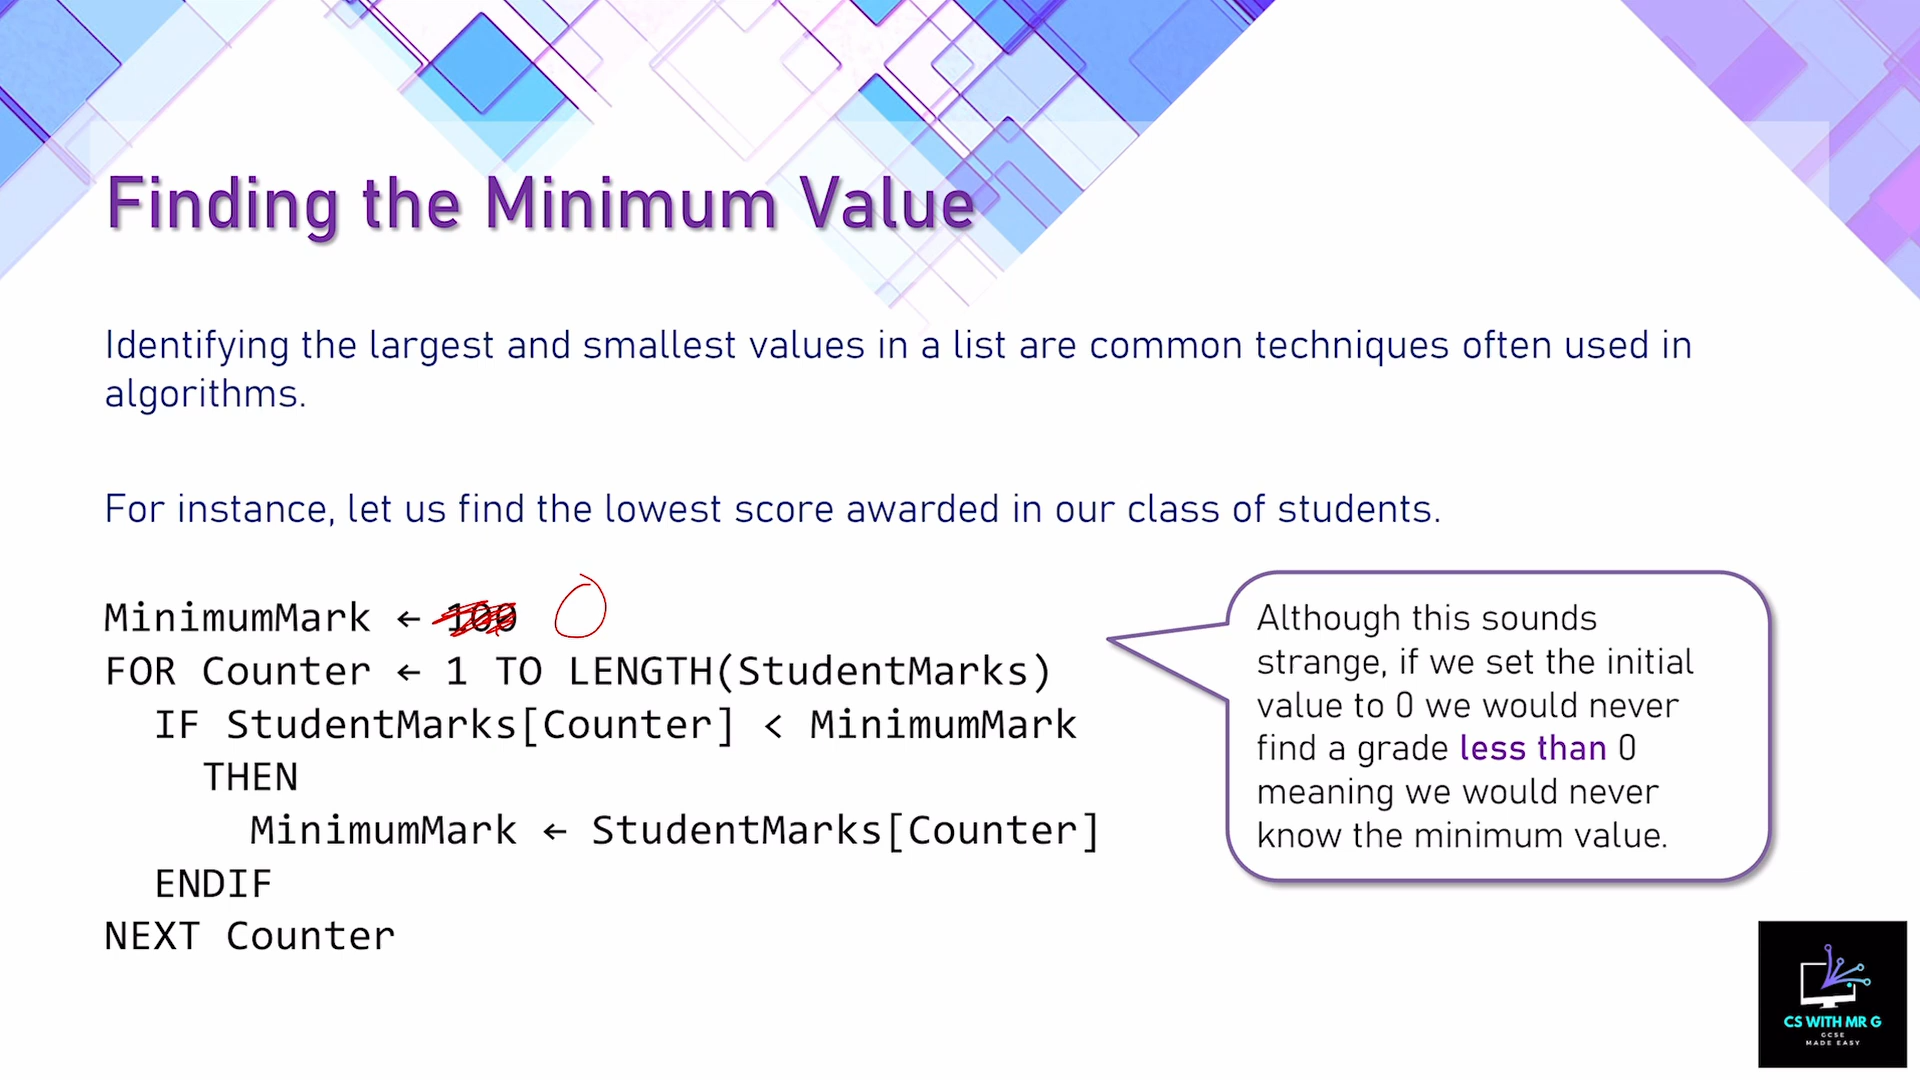 Finding the Minimum Value
Identifying the largest and smallest values in a list are common techniques often used in
algorithms.
For instance, let us find the lowest score awarded in our class of students.
MinimumMark ← 100 0
FOR Counter ← 1 TO LENGTH(StudentMarks)
IF StudentMarks[Counter] < MinimumMark
THEN
MinimumMark ← StudentMarks[Counter]
ENDIF
NEXT Counter
Although this sounds
strange, if we set the initial
value to 0 we would never
find a grade less than 0
meaning we would never
know the minimum value.
CS WITH MR G
GCSE
MADE EASY